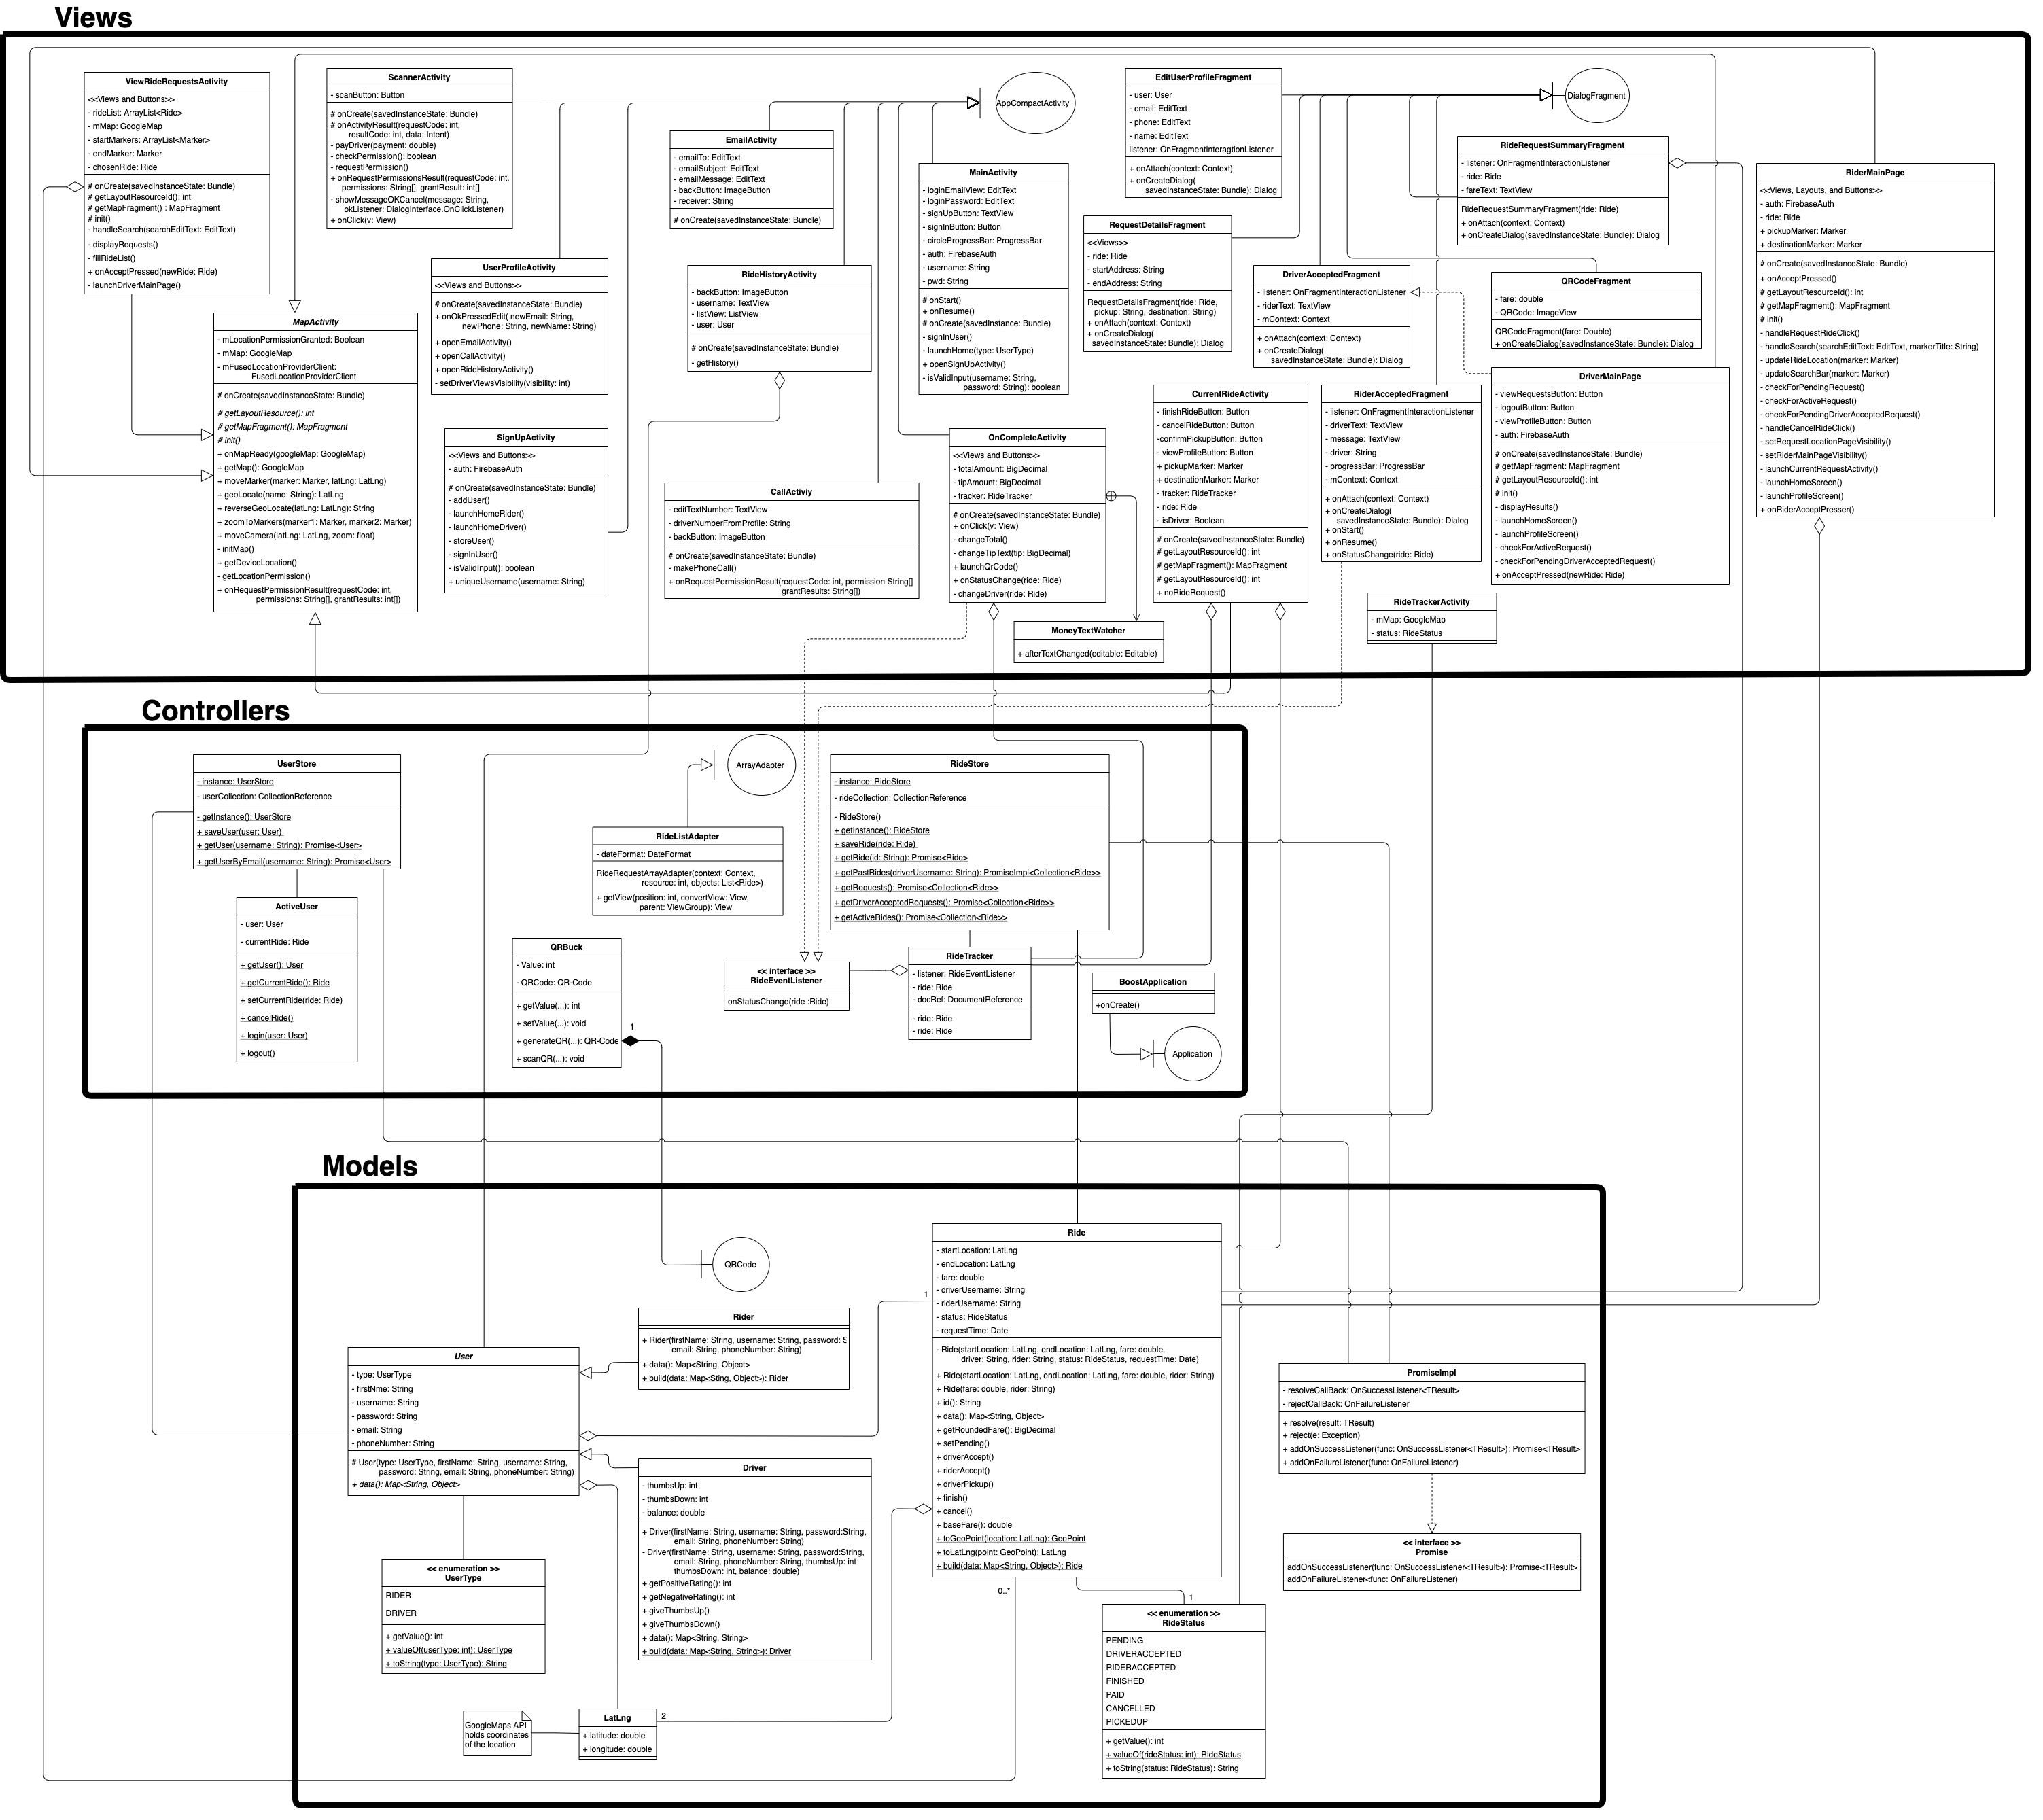 Views
ViewRideRequestsActivity
<<Views and Buttons>>
- rideList: ArrayList<Ride>
- mMap: GoogleMap
- startMarkers: ArrayList<Marker>
- endMarker: Marker
- chosenRide: Ride
# onCreate(savedInstanceState: Bundle)
# getLayoutResourceId(): int
# getMapFragment() : MapFragment
# init()
- handleSearch(searchEditText: EditText)
- displayRequests()
- fillRideList()
+ onAcceptPressed(newRide: Ride)
- launchDriverMainPage()
ScannerActivity
- scanButton: Button
# onCreate(savedInstanceState: Bundle)
# onActivityResult(requestCode: int,
resultCode: int, data: Intent)
- payDriver(payment: double)
- checkPermission(): boolean
- requestPermission()
+ onRequestPermissionsResult(requestCode: int,
permissions: String[], grantResult: int[]
- showMessageOKCancel(message: String,
okListener: DialogInterface.OnClickListener)
+ onClick(v: View)
AppCompactActivity
EmailActivity
- emailTo: EditText
- emailSubject: EditText
- emailMessage: EditText
- backButton: ImageButton
- receiver: String
# onCreate(savedInstanceState: Bundle)
MainActivity
- loginEmailView: EditText
- loginPassword: EditText
- signUpButton: TextView
- signInButton: Button
- circleProgressBar: ProgressBar
- auth: FirebaseAuth
- username: String
- pwd: String
# onStart()
+ onResume()
# onCreate(savedInstance: Bundle)
- signInUser()
- launchHome(type: UserType)
+ openSignUpActivity()
- isValidInput(username: String,
password: String): boolean
EditUserProfileFragment
- user: User
- email: EditText
- phone: EditText
- name: EditText
listener: OnFragmentInteragtionListener
+ onAttach(context: Context)
+ onCreateDialog(
savedInstanceState: Bundle): Dialog
DialogFragment
RideRequestSummaryFragment
- listener: OnFragmentInteractionListener
- ride: Ride
- fareText: TextView
RideRequestSummaryFragment(ride: Ride)
+ onAttach(context: Context)
+ onCreateDialog(savedInstanceState: Bundle): Dialog
RiderMainPage
<<Views, Layouts, and Buttons>>
- auth: FirebaseAuth
- ride: Ride
+ pickupMarker: Marker
+ destinationMarker: Marker
# onCreate(savedInstanceState: Bundle)
+ onAcceptPressed()
# getLayoutResourceId(): int
# getMapFragment(): MapFragment
# init()
- handleRequestRideClick()
- handleSearch(searchEditText: EditText, markerTitle: String)
- updateRideLocation(marker: Marker)
- updateSearchBar(marker: Marker)
- checkForPendingRequest()
- checkForActiveRequest()
- checkForPendingDriverAcceptedRequest()
- handleCancelRideClick()
- setRequestLocationPageVisibility()
- setRiderMainPageVisibility()
- launchCurrentRequestActivity()
- launchHomeScreen()
- launchProfileScreen()
+ onRiderAcceptPresser()
RequestDetailsFragment
<<Views>>
- ride: Ride
- startAddress: String
- endAddress: String
RequestDetailsFragment(ride: Ride,
pickup: String, destination: String)
+ onAttach(context: Context)
+ onCreateDialog(
savedInstanceState: Bundle): Dialog
UserProfileActivity
<<Views and Buttons>>
# onCreate(savedInstanceState: Bundle)
+ onOkPressedEdit( newEmail: String,
newPhone: String, newName: String)
+ openEmailActivity()
+ openCallActivity()
+ openRideHistoryActivity()
- setDriverViewsVisibility(visibility: int)
RideHistoryActivity
- backButton: ImageButton
- username: TextView
- listView: ListView
- user: User
# onCreate(savedInstanceState: Bundle)
- getHistory()
DriverAcceptedFragment
- listener: OnFragmentInteractionListener
- riderText: TextView
- mContext: Context
+ onAttach(context: Context)
+ onCreateDialog(
savedInstanceState: Bundle): Dialog
QRCodeFragment
- fare: double
- QRCode: ImageView
QRCodeFragment(fare: Double)
+ onCreateDialog(savedInstanceState: Bundle): Dialog
MapActivity
- mLocationPermissionGranted: Boolean
- mMap: GoogleMap
- mFusedLocationProviderClient:
FusedLocationProviderClient
# onCreate(savedInstanceState: Bundle)
# getLayoutResource(): int
# getMapFragment(): MapFragment
# init()
+ onMapReady(googleMap: GoogleMap)
+ getMap(): GoogleMap
+ moveMarker(marker: Marker, latLng: LatLng)
+ geoLocate(name: String): LatLng
+ reverseGeoLocate(latLng: LatLng): String
+ zoomToMarkers(marker1: Marker, marker2: Marker)
+ moveCamera(latLng: LatLng, zoom: float)
- initMap()
+ getDeviceLocation()
- getLocationPermission()
+ onRequestPermissionResult(requestCode: int,
permissions: String[], grantResults: int[])
DriverMainPage
- viewRequestsButton: Button
- logoutButton: Button
- viewProfileButton: Button
- auth: FirebaseAuth
# onCreate(savedInstanceState: Bundle)
# getMapFragment: MapFragment
# getLayoutResourceId(): int
# init()
- displayResults()
- launchHomeScreen()
- launchProfileScreen()
- checkForActiveRequest()
- checkForPendingDriverAcceptedRequest()
+ onAcceptPressed(newRide: Ride)
CurrentRideActivity
- finishRideButton: Button
- cancelRideButton: Button
-confirmPickupButton: Button
- viewProfileButton: Button
+ pickupMarker: Marker
+ destinationMarker: Marker
- tracker: RideTracker
- ride: Ride
- isDriver: Boolean
# onCreate(savedInstanceState: Bundle)
# getLayoutResourceId(): int
# getMapFragment(): MapFragment
# getLayoutResourceId(): int
+ noRideRequest()
RiderAcceptedFragment
- listener: OnFragmentInteractionListener
- driverText: TextView
- message: TextView
- driver: String
- progressBar: ProgressBar
- mContext: Context
+ onAttach(context: Context)
+ onCreateDialog(
savedInstanceState: Bundle): Dialog
+ onStart()
+ onResume()
+ onStatusChange(ride: Ride)
SignUpActivity
<<Views and Buttons>>
- auth: FirebaseAuth
# onCreate(savedInstanceState: Bundle)
- addUser()
- launchHomeRider()
- launchHomeDriver()
- storeUser()
- signInUser()
- isValidInput(): boolean
+ uniqueUsername(username: String)
OnCompleteActivity
<<Views and Buttons>>
- totalAmount: BigDecimal
- tipAmount: BigDecimal
- tracker: RideTracker
# onCreate(savedInstanceState: Bundle)
+ onClick(v: View)
- changeTotal()
- changeTipText(tip: BigDecimal)
+ launchQrCode()
+ onStatusChange(ride: Ride)
- changeDriver(ride: Ride)
CallActiviy
- editTextNumber: TextView
- driverNumberFromProfile: String
- backButton: ImageButton
# onCreate(savedInstanceState: Bundle)
- makePhoneCall()
+ onRequestPermissionResult(requestCode: int, permission String[]
grantResults: String[])
MoneyTextWatcher
+ afterTextChanged(editable: Editable)
RideTrackerActivity
- mMap: GoogleMap
- status: RideStatus
Controllers
UserStore
- instance: UserStore
- userCollection: CollectionReference
- getInstance(): UserStore
+ saveUser(user: User)
+ getUser(username: String): Promise<User>
+ getUserByEmail(username: String): Promise<User>
ArrayAdapter
RideListAdapter
- dateFormat: DateFormat
RideRequestArrayAdapter(context: Context,
resource: int, objects: List<Ride>)
+ getView(position: int, convertView: View,
parent: ViewGroup): View
RideStore
- instance: RideStore
- rideCollection: CollectionReference
- RideStore()
+ getInstance(): RideStore
+ saveRide(ride: Ride)
+ getRide(id: String): Promise<Ride>
+ getPastRides(driverUsername: String): PromiseImpl<Collection<Ride>>
+ getRequests(): Promise<Collection<Ride>>
+ getDriverAcceptedRequests(): Promise<Collection<Ride>>
+ getActiveRides(): Promise<Collection<Ride>>
ActiveUser
- user: User
- currentRide: Ride
+ getUser(): User
+ getCurrentRide(): Ride
+ setCurrentRide(ride: Ride)
+ cancelRide()
+ login(user: User)
+ logout()
QRBuck
- Value: int
- QRCode: QR-Code
+ getValue(...): int
+ setValue(...): void
+ generateQR(...): QR-Code
+ scanQR(...): void
1
<< interface >>
RideEventListener
onStatusChange(ride :Ride)
RideTracker
- listener: RideEventListener
- ride: Ride
- docRef: DocumentReference
- ride: Ride
- ride: Ride
BoostApplication
+onCreate()
Application
Models
QRCode
Rider
+ Rider(firstName: String, username: String, password: S
email: String, phoneNumber: String)
+ data(): Map<String, Object>
+ build(data: Map<Sting, Object>): Rider
User
- type: UserType
- firstNme: String
- username: String
- password: String
- email: String
- phoneNumber: String
# User(type: UserType, firstName: String, username: String,
password: String, email: String, phoneNumber: String)
+ data(): Map<String, Object>
Driver
- thumbsUp: int
- thumbsDown: int
- balance: double
+ Driver(firstName: String, username: String, password:String,
email: String, phoneNumber: String)
- Driver(firstName: String, username: String, password:String,
email: String, phoneNumber: String, thumbsUp: int
thumbsDown: int, balance: double)
+ getPositiveRating(): int
+ getNegativeRating(): int
+ giveThumbsUp()
+ giveThumbsDown()
+ data(): Map<String, String>
+ build(data: Map<String, String>): Driver
<< enumeration >>
UserType
RIDER
DRIVER
+ getValue(): int
+ valueOf(userType: int): UserType
+ toString(type: UserType): String
GoogleMaps API
holds coordinates
of the location
LatLng
+ latitude: double
+ longitude: double
2
1
Ride
- startLocation: LatLng
- endLocation: LatLng
- fare: double
- driverUsername: String
- riderUsername: String
- status: RideStatus
- requestTime: Date
- Ride(startLocation: LatLng, endLocation: LatLng, fare: double,
driver: String, rider: String, status: RideStatus, requestTime: Date)
+ Ride(startLocation: LatLng, endLocation: LatLng, fare: double, rider: String)
+ Ride(fare: double, rider: String)
+ id(): String
+ data(): Map<String, Object>
+ getRoundedFare(): BigDecimal
+ setPending()
+ driverAccept()
+ riderAccept()
+ driverPickup()
+ finish()
+ cancel()
+ baseFare(): double
+ toGeoPoint(location: LatLng): GeoPoint
+ toLatLng(point: GeoPoint): LatLng
+ build(data: Map<String, Object>): Ride
0..*
1
<< enumeration >>
RideStatus
PENDING
DRIVERACCEPTED
RIDERACCEPTED
FINISHED
PAID
CANCELLED
PICKEDUP
+ getValue(): int
+ valueOf(rideStatus: int): RideStatus
+ toString(status: RideStatus): String
PromiseImpl
- resolveCallBack: OnSuccessListener<TResult>
- rejectCallBack: OnFailureListener
+ resolve(result: TResult)
+ reject(e: Exception)
+ addOnSuccessListener(func: OnSuccessListener<TResult>): Promise<TResult>
+ addOnFailureListener(func: OnFailureListener)
<< interface >>
Promise
addOnSuccessListener(func: OnSuccessListener<TResult>): Promise<TResult>
addOnFailureListener<func: OnFailureListener)